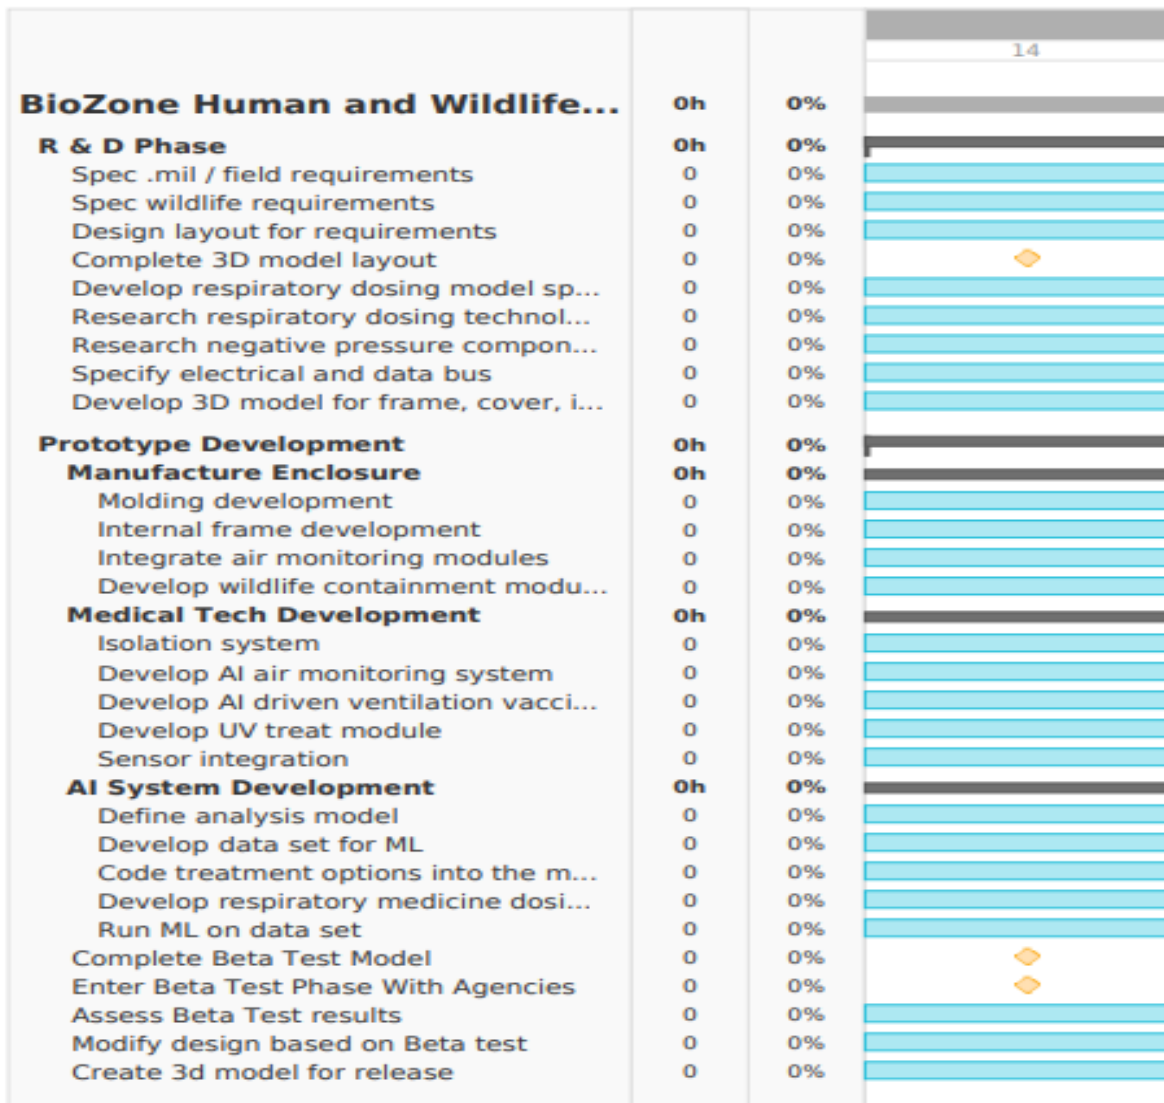 14
BioZone Human and Wildlife... 0h 0%
R & D Phase 0h 0%
Spec .mil / field requirements 0 0%
Spec wildlife requirements 0 0%
Design layout for requirements 0 0%
Complete 3D model layout 0 0%
Develop respiratory dosing model sp... 0 0%
Research respiratory dosing technol... 0 0%
Research negative pressure compon... 0 0%
Specify electrical and data bus 0 0%
Develop 3D model for frame, cover, i... 0 0%
Prototype Development 0h 0%
Manufacture Enclosure 0h 0%
Molding development 0 0%
Internal frame development 0 0%
Integrate air monitoring modules 0 0%
Develop wildlife containment modu... 0 0%
Medical Tech Development 0h 0%
Isolation system 0 0%
Develop AI air monitoring system 0 0%
Develop AI driven ventilation vacci... 0 0%
Develop UV treat module 0 0%
Sensor integration 0 0%
AI System Development 0h 0%
Define analysis model 0 0%
Develop data set for ML 0 0%
Code treatment options into the m... 0 0%
Develop respiratory medicine dosi... 0 0%
Run ML on data set 0 0%
Complete Beta Test Model 0 0%
Enter Beta Test Phase With Agencies 0 0%
Assess Beta Test results 0 0%
Modify design based on Beta test 0 0%
Create 3d model for release 0 0%